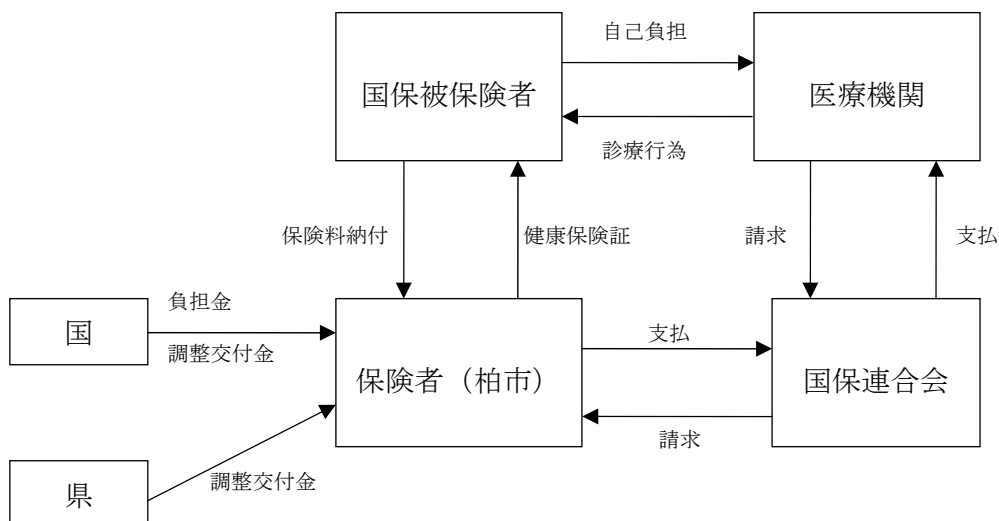 自己負担
国保被保険者
医療機関
診療行為
保険料納付
健康保険証
請求
支払
負担金
国
調整交付金
支払
保険者（柏市）
国保連合会
請求
県
調整交付金